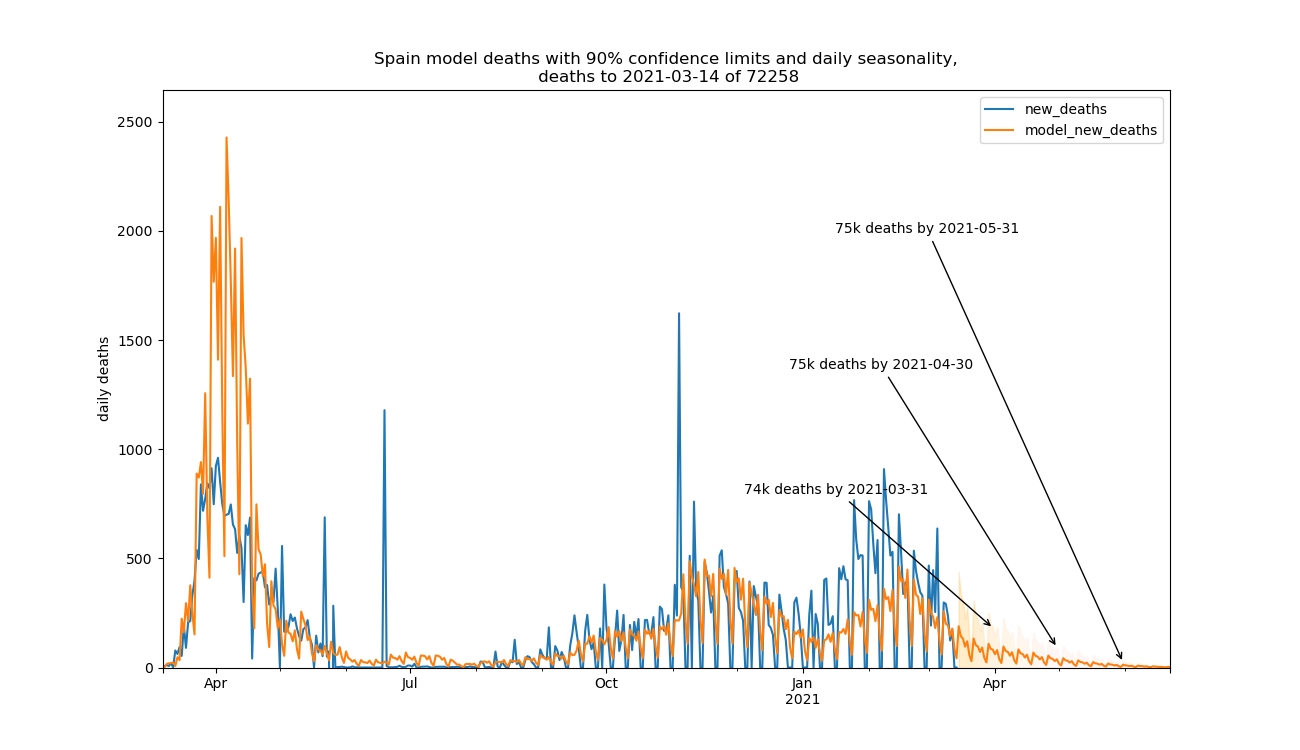 Spain model deaths with 90% confidence limits and daily seasonality,
deaths to 2021-03-14 of 72258
new_deaths
model_new_deaths
2500
2000
1500
1000
500
0
daily deaths
75k deaths by 2021-05-31
75k deaths by 2021-04-30
74k deaths by 2021-03-31
Apr
Jul
Oct
Jan
2021
Apr